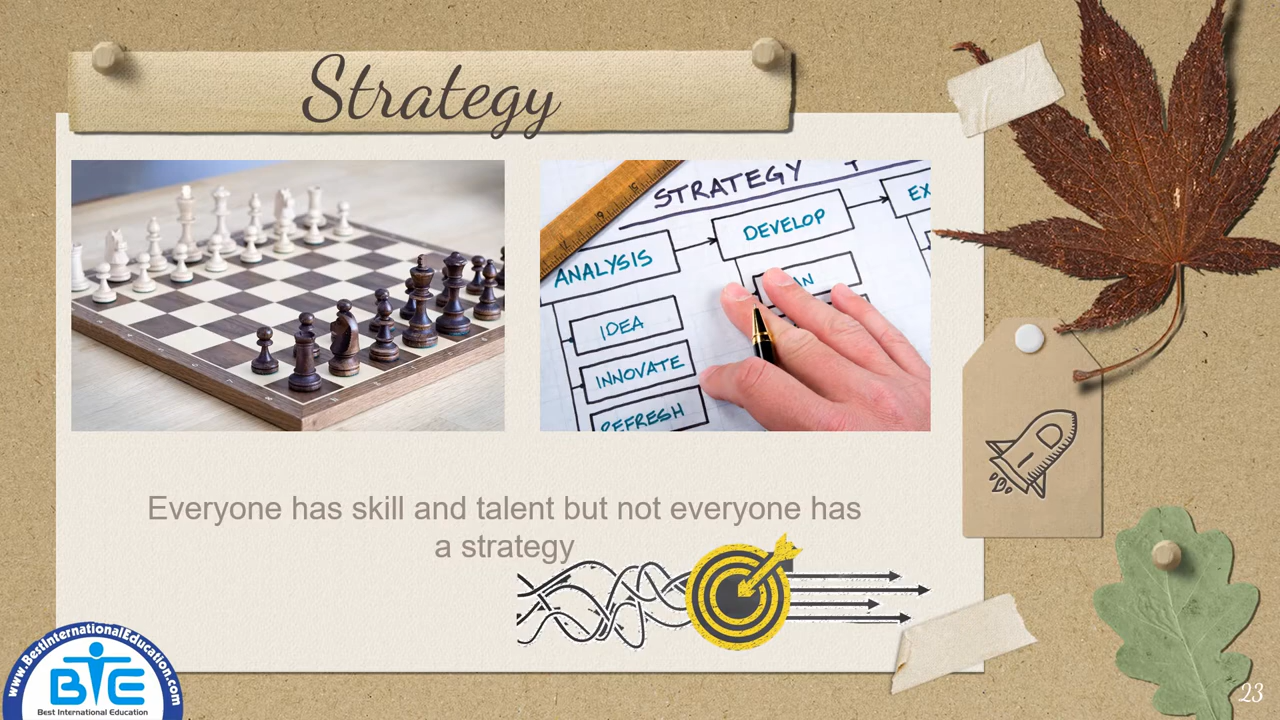 Strategy
STRATEGY
ANALYSIS
DEVELOP
IDEA
INNOVATE
REFRESH
Everyone has skill and talent but not everyone has
a strategy
www.BestInternationalEducation.com
BIE
Best International Education
23